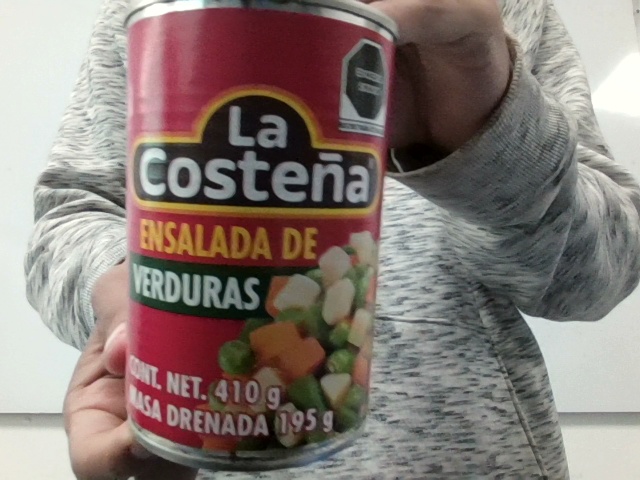 La
Costeña
ENSALADA DE
VERDURAS
CONT. NET. 410 g
MASA DRENADA 195 g